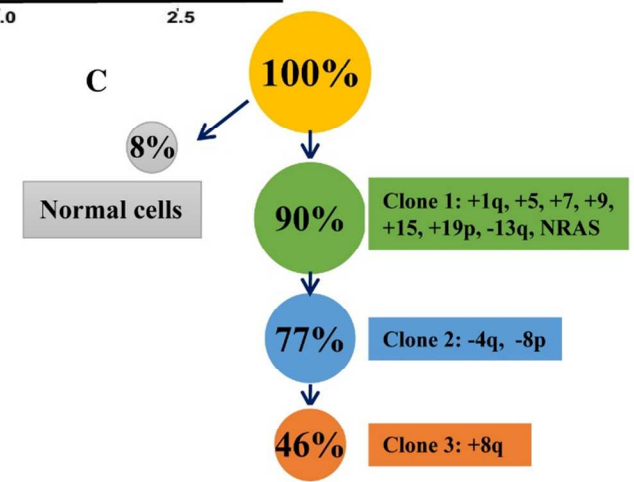 .0 2.5
C
100%
8%
Normal cells
90%
Clone 1: +1q, +5, +7, +9,
+15, +19p, -13q, NRAS
77%
Clone 2: -4q, -8p
46%
Clone 3: +8q